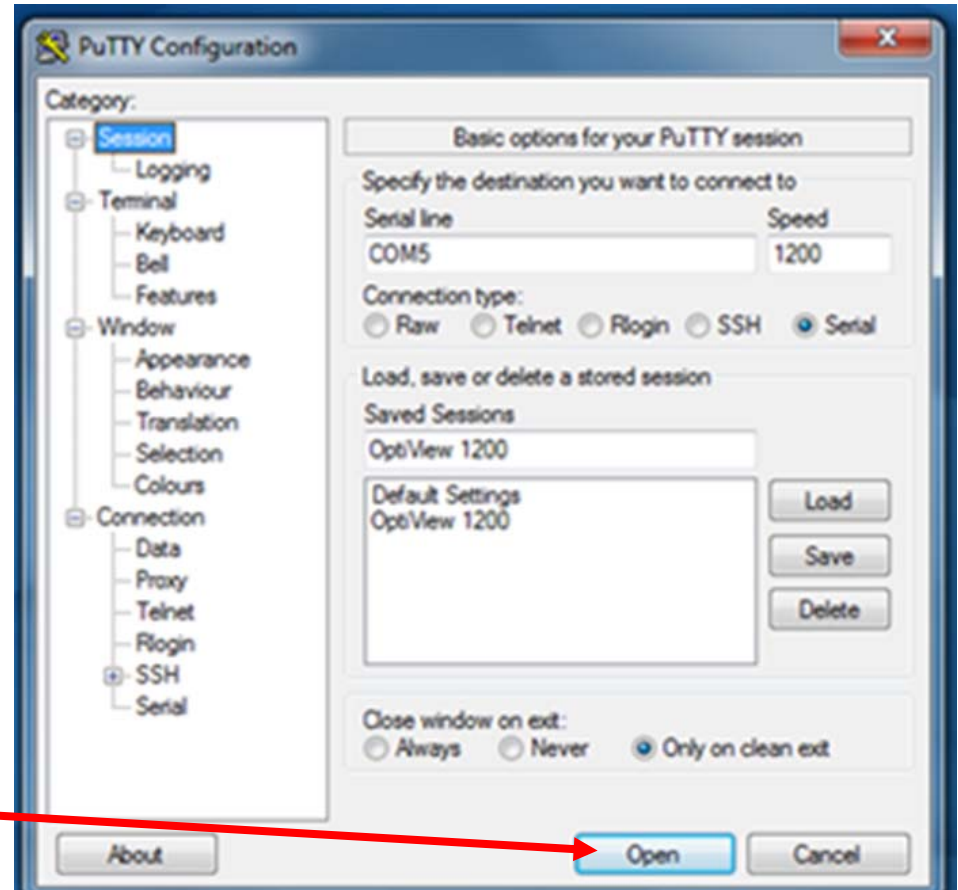 PuTTY Configuration
Category:
Session
Logging
Terminal
Keyboard
Bell
Features
Window
Appearance
Behaviour
Translation
Selection
Colours
Connection
Data
Proxy
Telnet
Rlogin
SSH
Serial
Basic options for your PuTTY session
Specify the destination you want to connect to
Serial line Speed
COM5 1200
Connection type:
Raw Telnet Rlogin SSH Serial
Load, save or delete a stored session
Saved Sessions
OptiView 1200
Default Settings
OptiView 1200
Load
Save
Delete
Close window on exit:
Always Never Only on clean exit
About Open Cancel